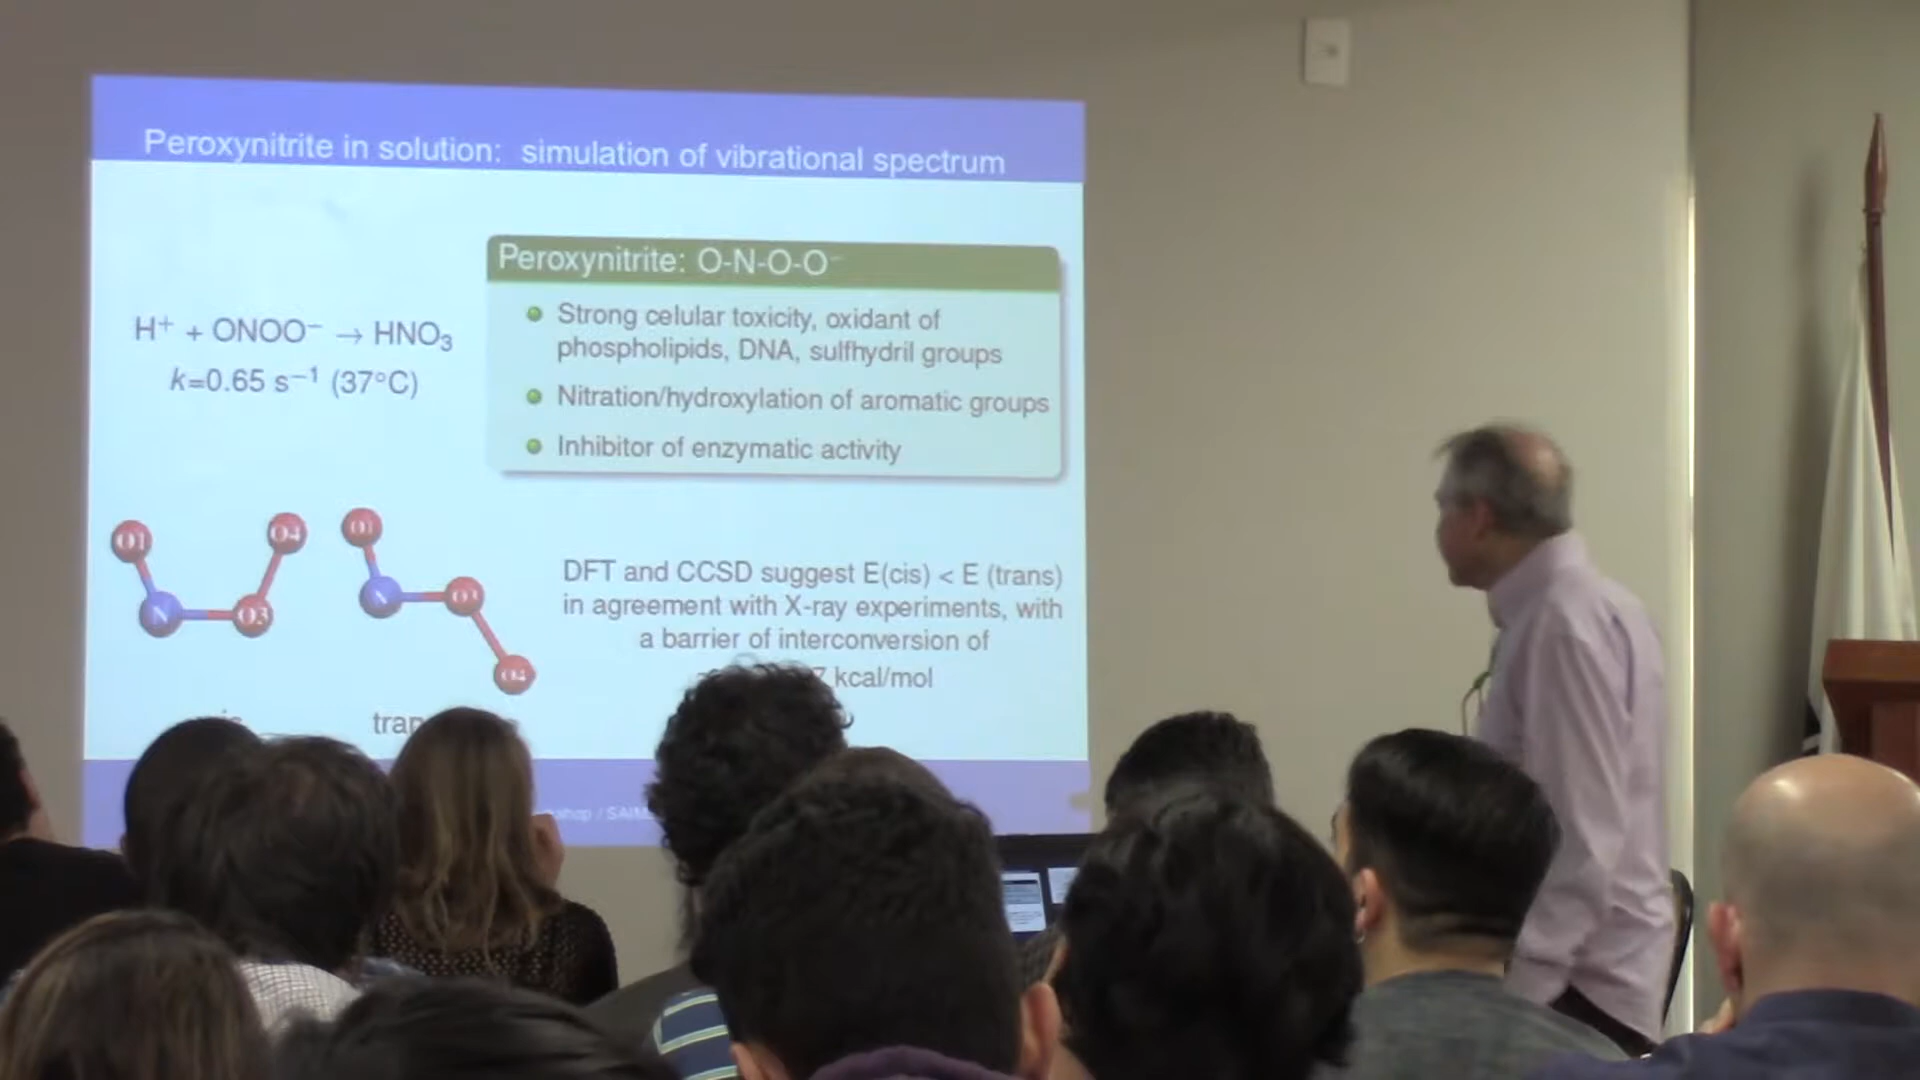 Peroxynitrite in solution: simulation of vibrational spectrum
H⁺ + ONOO⁻ → HNO₃
k=0.65 s⁻¹ (37°C)
Peroxynitrite: O-N-O-O⁻
Strong celular toxicity, oxidant of
phospholipids, DNA, sulfhydril groups
Nitration/hydroxylation of aromatic groups
Inhibitor of enzymatic activity
O1
O4
N
O3
O1
N
O3
O4
DFT and CCSD suggest E(cis) < E (trans)
in agreement with X-ray experiments, with
a barrier of interconversion of
kcal/mol